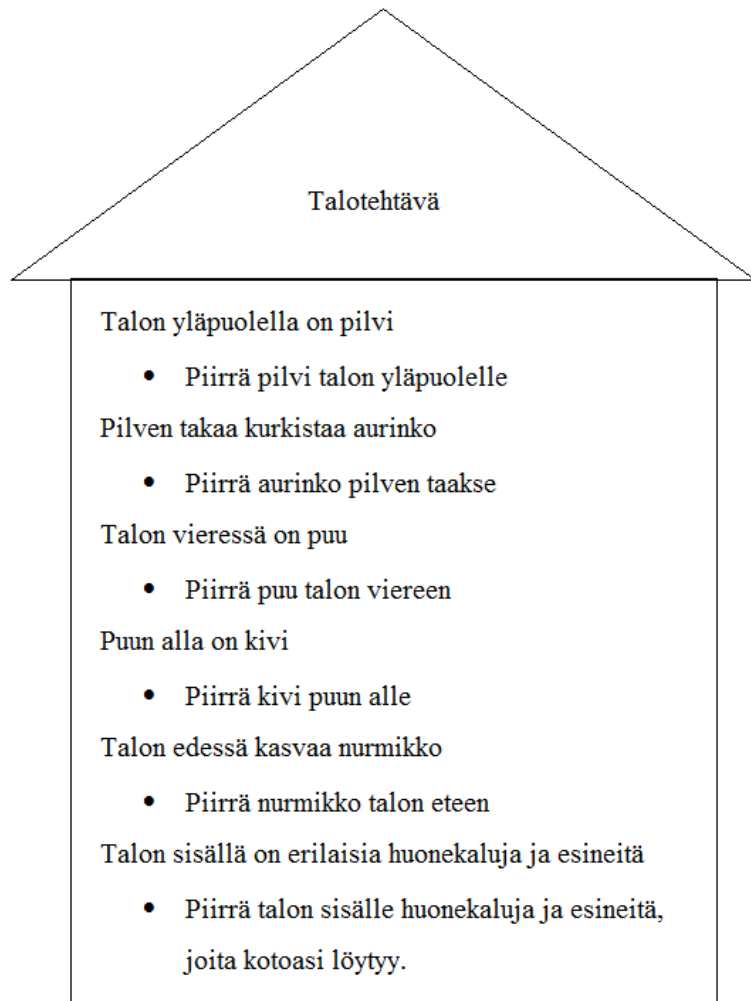 Talotehtävä
Talon yläpuolella on pilvi
• Piirrä pilvi talon yläpuolelle
Pilven takaa kurkistaa aurinko
• Piirrä aurinko pilven taakse
Talon vieressä on puu
• Piirrä puu talon viereen
Puun alla on kivi
• Piirrä kivi puun alle
Talon edessä kasvaa nurmikko
• Piirrä nurmikko talon eteen
Talon sisällä on erilaisia huonekaluja ja esineitä
• Piirrä talon sisälle huonekaluja ja esineitä,
joita kotoasi löytyy.